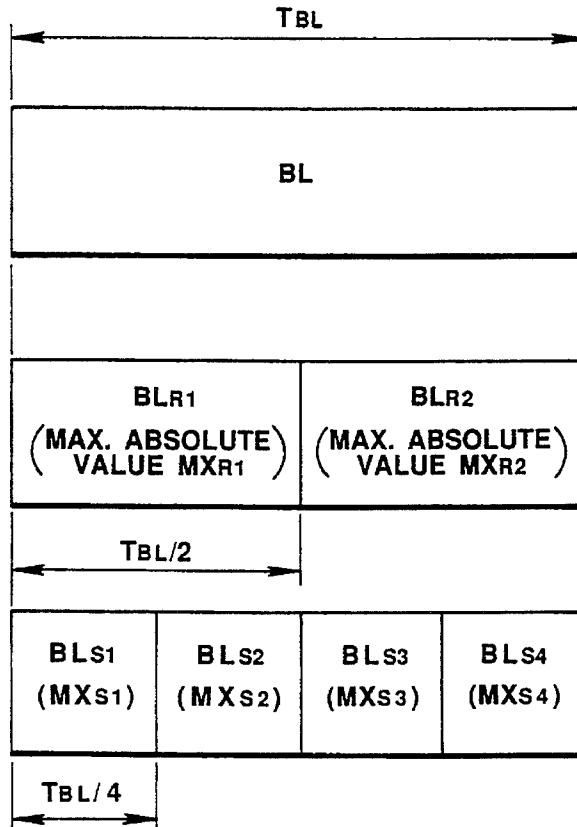 TBL
BL
BLR1 BLR2
(MAX. ABSOLUTE VALUE MXR1) (MAX. ABSOLUTE VALUE MXR2)
TBL/2
BLS1 BLS2 BLS3 BLS4
(MXS1) (MXS2) (MXS3) (MXS4)
TBL/4